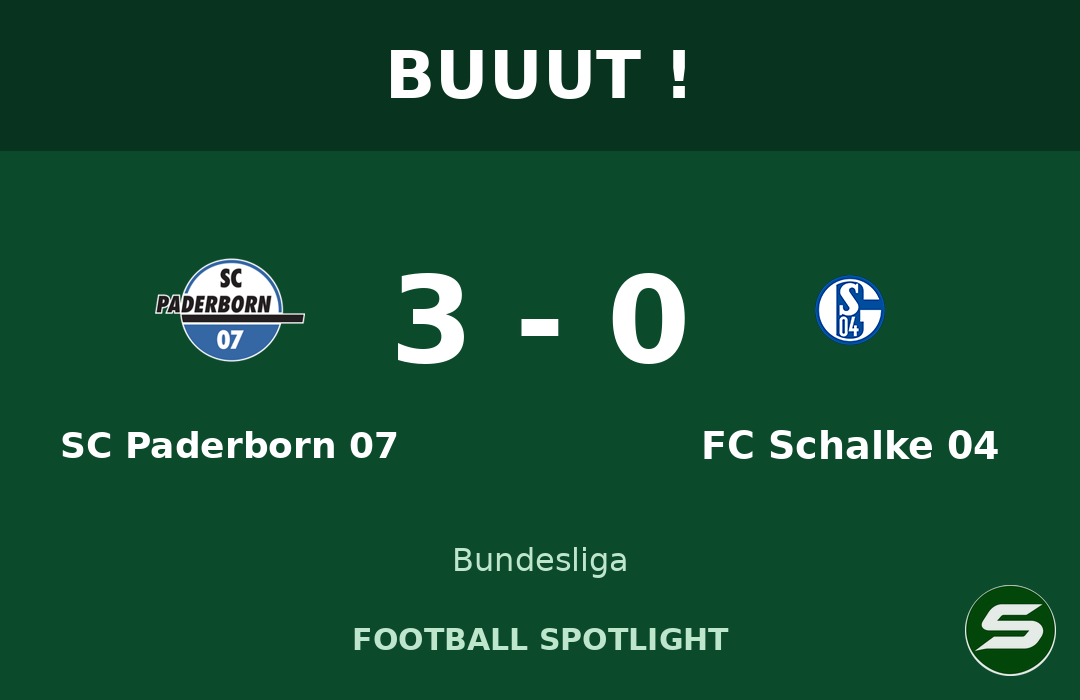 BUUUT !
SC
PADERBORN
07
3 - 0
S
04
SC Paderborn 07
FC Schalke 04
Bundesliga
FOOTBALL SPOTLIGHT
S